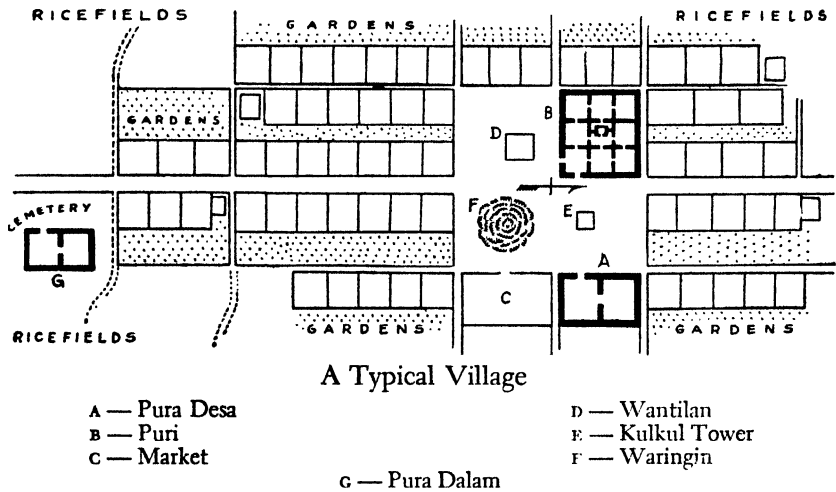 RICEFIELDS
GARDENS
RICEFIELDS
GARDENS
B
D
CEMETERY
F
E
G
A
C
RICEFIELDS
GARDENS
GARDENS
A Typical Village
A — Pura Desa
B — Puri
C — Market
D — Wantilan
E — Kulkul Tower
F — Waringin
G — Pura Dalam